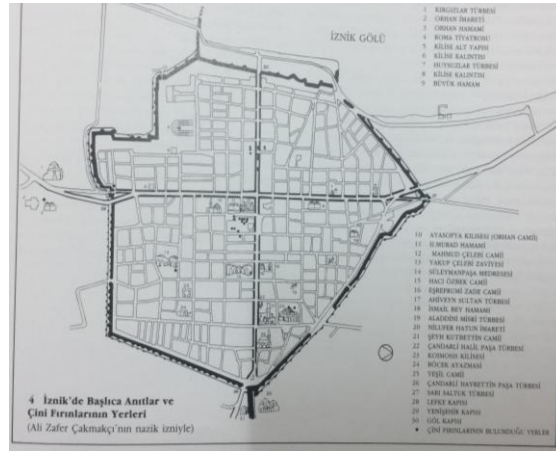 İZNİK GÖLÜ
1 KIRGIZLAR TÜRBESİ
2 ORHAN İMARETİ
3 ORHAN HAMAMI
4 ROMA TİYATROSU
5 KİLİSE ALT YAPISI
6 KİLİSE KALINTISI
7 HUYSUZLAR TÜRBESİ
8 KİLİSE KALINTISI
9 BÜYÜK HAMAM
10 AYASOFYA KİLİSESİ (ORHAN CAMİİ)
11 II.MURAD HAMAMI
12 MAHMUD ÇELEBİ CAMİİ
13 YAKUP ÇELEBİ ZAVİYESİ
14 SÜLEYMANPAŞA MEDRESESİ
15 HACI ÖZBEK CAMİİ
16 EŞREFRUMİ ZADE CAMİİ
17 AHİVEYN SULTAN TÜRBESİ
18 İSMAİL BEY HAMAMI
19 ALADDİNİ MISRİ TÜRBESİ
20 NİLUFER HATUN İMARETİ
21 ŞEYH KUTBETTİN CAMİİ
22 ÇANDARLI HALİL PAŞA TÜRBESİ
23 KOIMOSIS KİLİSESİ
24 BÖCEK AYAZMASI
25 YEŞİL CAMİİ
26 ÇANDARLI HAYRETTİN PAŞA TÜRBESİ
27 SARI SALTUK TÜRBESİ
28 LEFKE KAPISI
29 YENİŞEHİR KAPISI
30 GÖL KAPISI
• ÇİNİ FIRINLARININ BULUNDUĞU YERLER
4 İznik'de Başlıca Anıtlar ve
Çini Fırınlarının Yerleri
(Ali Zafer Çakmakçı'nın nazik izniyle)